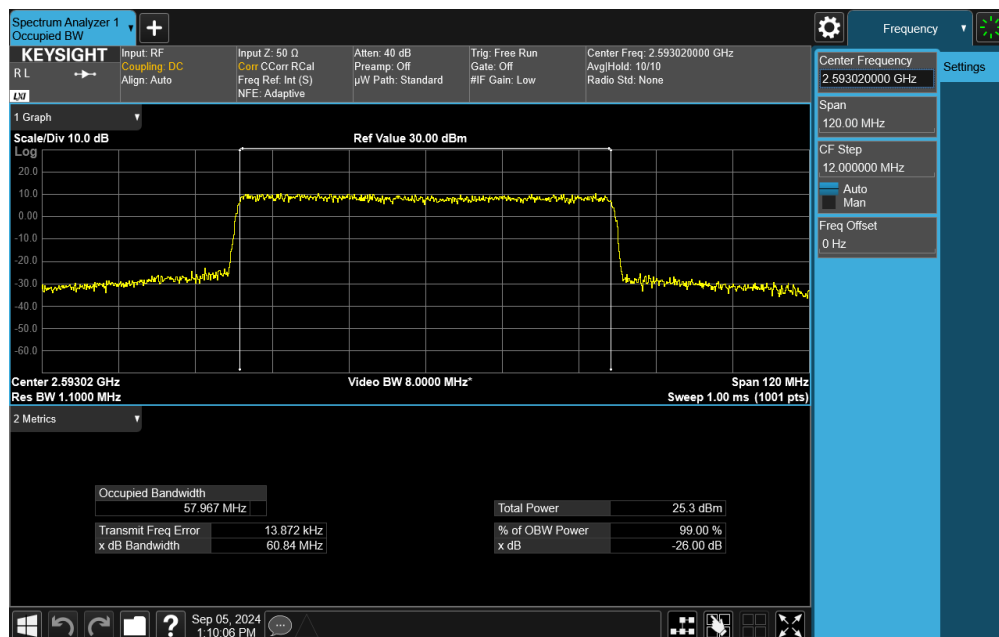 Spectrum Analyzer 1
Occupied BW
Frequency
KEYSIGHT
R L
LXI
Input: RF
Coupling: DC
Align: Auto
Input Z: 50 Ω
Corr CCorr RCal
Freq Ref: Int (S)
NFE: Adaptive
Atten: 40 dB
Preamp: Off
µW Path: Standard
Trig: Free Run
Gate: Off
#IF Gain: Low
Center Freq: 2.593020000 GHz
Avg|Hold: 10/10
Radio Std: None
Center Frequency
2.593020000 GHz
Settings
Span
120.00 MHz
CF Step
12.000000 MHz
Auto
Man
Freq Offset
0 Hz
1 Graph
Scale/Div 10.0 dB
Ref Value 30.00 dBm
Log
20.0
10.0
0.00
-10.0
-20.0
-30.0
-40.0
-50.0
-60.0
Center 2.59302 GHz
Video BW 8.0000 MHz*
Span 120 MHz
Res BW 1.1000 MHz
Sweep 1.00 ms (1001 pts)
2 Metrics
Occupied Bandwidth
57.967 MHz
Total Power 25.3 dBm
Transmit Freq Error 13.872 kHz
% of OBW Power 99.00 %
x dB Bandwidth 60.84 MHz
x dB -26.00 dB
Sep 05, 2024
1:10:06 PM